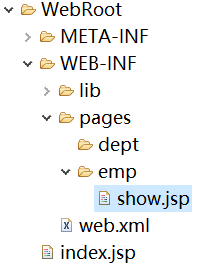 WebRoot
META-INF
WEB-INF
lib
pages
dept
emp
show.jsp
web.xml
index.jsp